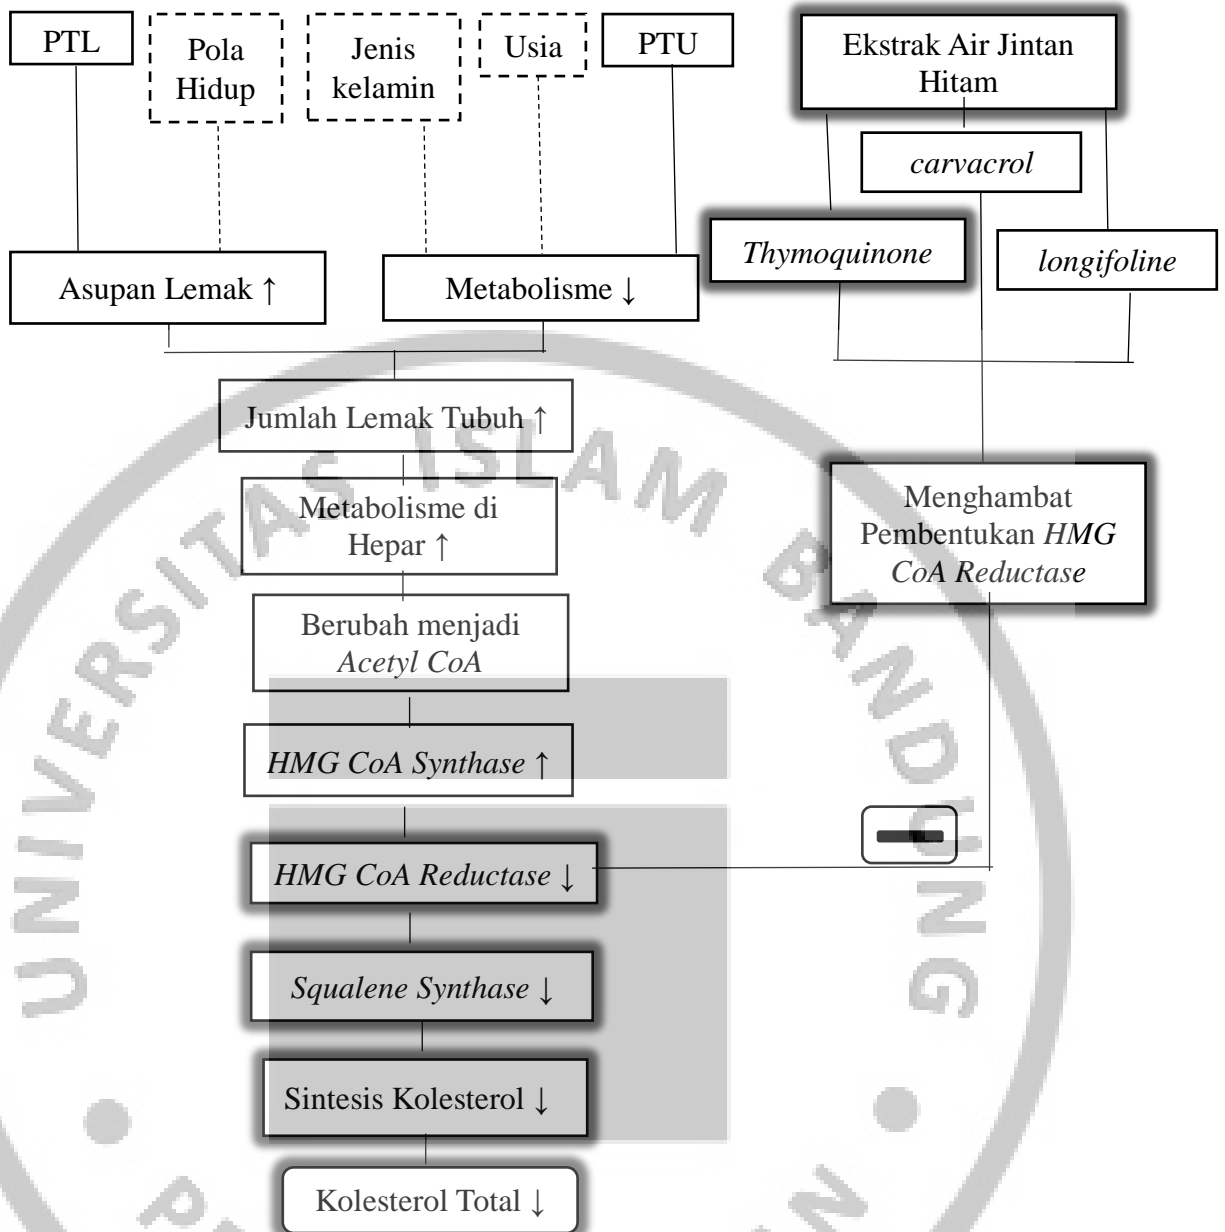 PTL
Pola
Hidup
Jenis
kelamin
Usia
PTU
Ekstrak Air Jintan
Hitam
carvacrol
Thymoquinone
longifoline
Asupan Lemak ↑
Metabolisme ↓
Jumlah Lemak Tubuh ↑
Metabolisme di
Hepar ↑
Berubah menjadi
Acetyl CoA
HMG CoA Synthase ↑
HMG CoA Reductase ↓
Squalene Synthase ↓
Sintesis Kolesterol ↓
Kolesterol Total ↓
Menghambat
Pembentukan HMG
CoA Reductase
UNIVERSITAS ISLAM BANDUNG